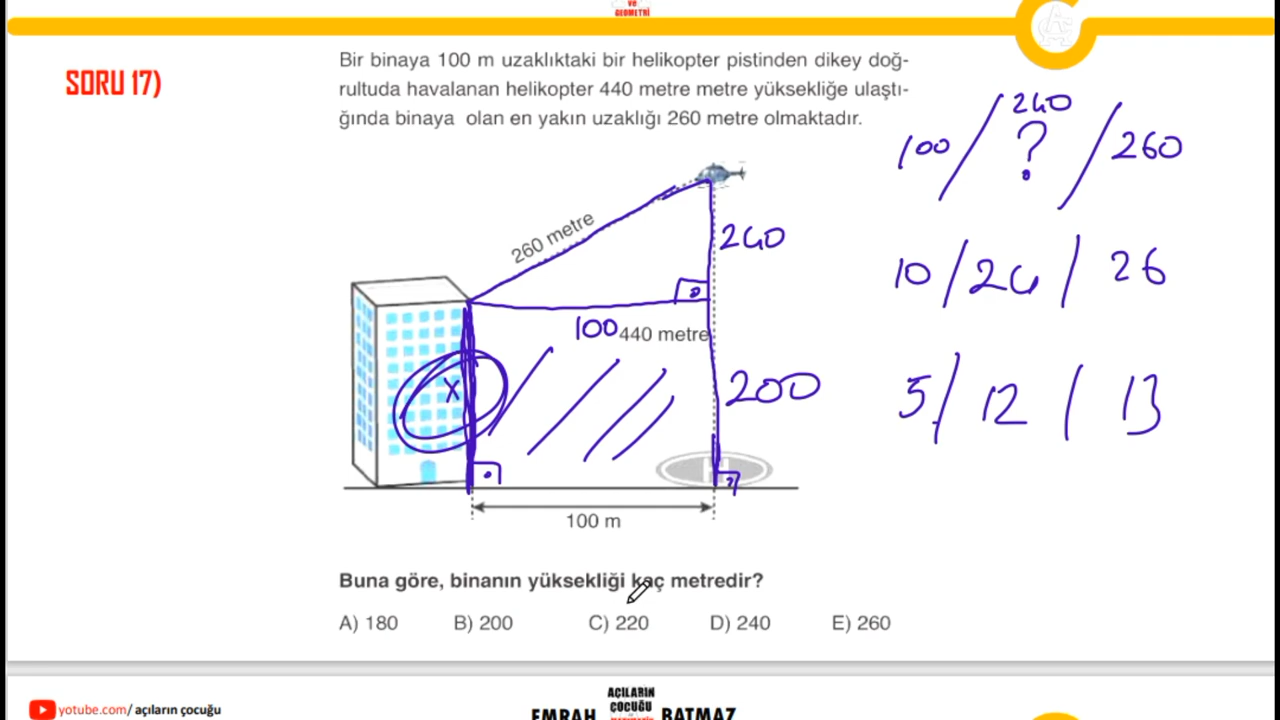 ve
GEOMETRİ
SORU 17)
Bir binaya 100 m uzaklıktaki bir helikopter pistinden dikey doğ-
rultuda havalanan helikopter 440 metre metre yüksekliğe ulaştı-
ğında binaya olan en yakın uzaklığı 260 metre olmaktadır.
100 / 240 ? / 260
10 / 24 / 26
5 / 12 / 13
260 metre
240
100
440 metre
X
200
H
100 m
Buna göre, binanın yüksekliği kaç metredir?
A) 180 B) 200 C) 220 D) 240 E) 260
yotube.com/ açıların çocuğu
AÇILARIN
ÇOCUĞU
EMRAH BATMAZ